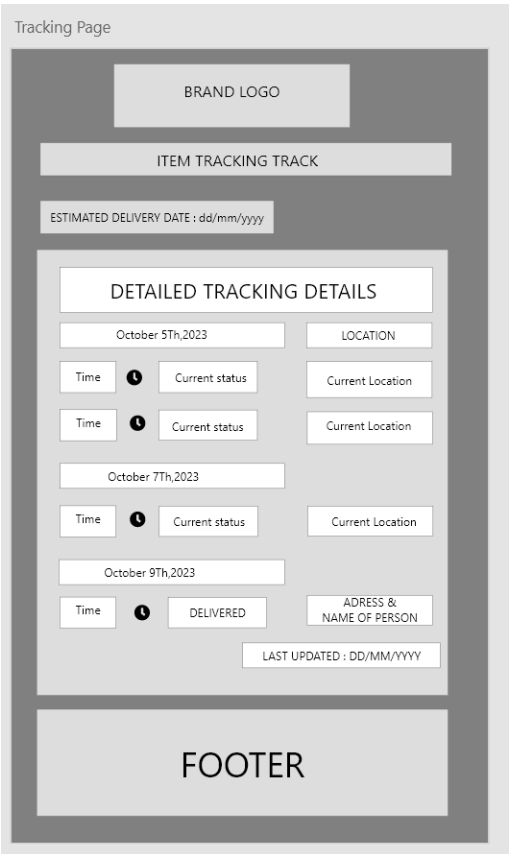 Tracking Page
BRAND LOGO
ITEM TRACKING TRACK
ESTIMATED DELIVERY DATE : dd/mm/yyyy
DETAILED TRACKING DETAILS
October 5Th,2023 LOCATION
Time Current status Current Location
Time Current status Current Location
October 7Th,2023
Time Current status Current Location
October 9Th,2023
Time DELIVERED ADRESS &
NAME OF PERSON
LAST UPDATED : DD/MM/YYYY
FOOTER